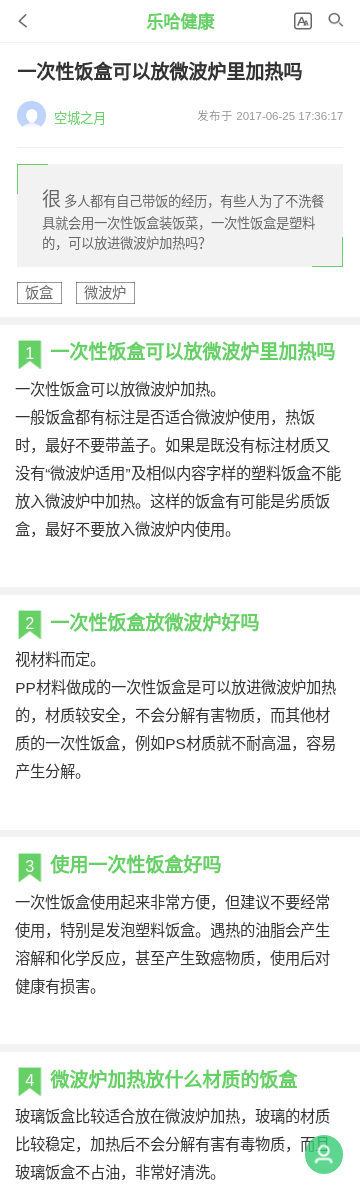 乐哈健康
一次性饭盒可以放微波炉里加热吗
空城之月
发布于 2017-06-25 17:36:17
很多人都有自己带饭的经历，有些人为了不洗餐
具就会用一次性饭盒装饭菜，一次性饭盒是塑料
的，可以放进微波炉加热吗？
饭盒 微波炉
1 一次性饭盒可以放微波炉里加热吗
一次性饭盒可以放微波炉加热。
一般饭盒都有标注是否适合微波炉使用，热饭
时，最好不要带盖子。如果是既没有标注材质又
没有“微波炉适用”及相似内容字样的塑料饭盒不能
放入微波炉中加热。这样的饭盒有可能是劣质饭
盒，最好不要放入微波炉内使用。
2 一次性饭盒放微波炉好吗
视材料而定。
PP材料做成的一次性饭盒是可以放进微波炉加热
的，材质较安全，不会分解有害物质，而其他材
质的一次性饭盒，例如PS材质就不耐高温，容易
产生分解。
3 使用一次性饭盒好吗
一次性饭盒使用起来非常方便，但建议不要经常
使用，特别是发泡塑料饭盒。遇热的油脂会产生
溶解和化学反应，甚至产生致癌物质，使用后对
健康有损害。
4 微波炉加热放什么材质的饭盒
玻璃饭盒比较适合放在微波炉加热，玻璃的材质
比较稳定，加热后不会分解有害有毒物质，而且
玻璃饭盒不占油，非常好清洗。